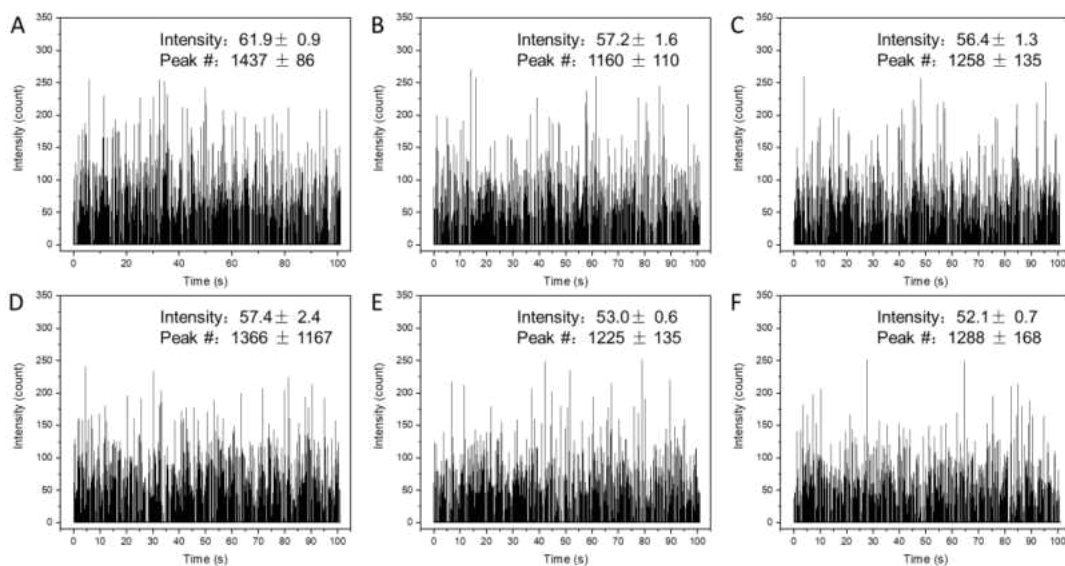 A
Intensity: 61.9 ± 0.9
Peak #: 1437 ± 86
350
300
250
200
150
100
50
0
Intensity (count)
0 20 40 60 80 100
Time (s)
B
Intensity: 57.2 ± 1.6
Peak #: 1160 ± 110
350
300
250
200
150
100
50
0
Intensity (count)
0 10 20 30 40 50 60 70 80 90 100
Time (s)
C
Intensity: 56.4 ± 1.3
Peak #: 1258 ± 135
350
300
250
200
150
100
50
0
Intensity (count)
0 10 20 30 40 50 60 70 80 90 100
Time (s)
D
Intensity: 57.4 ± 2.4
Peak #: 1366 ± 1167
350
300
250
200
150
100
50
0
Intensity (count)
0 10 20 30 40 50 60 70 80 90 100
Time (s)
E
Intensity: 53.0 ± 0.6
Peak #: 1225 ± 135
350
300
250
200
150
100
50
0
Intensity (count)
0 10 20 30 40 50 60 70 80 90 100
Time (s)
F
Intensity: 52.1 ± 0.7
Peak #: 1288 ± 168
350
300
250
200
150
100
50
0
Intensity (count)
0 10 20 30 40 50 60 70 80 90 100
Time (s)